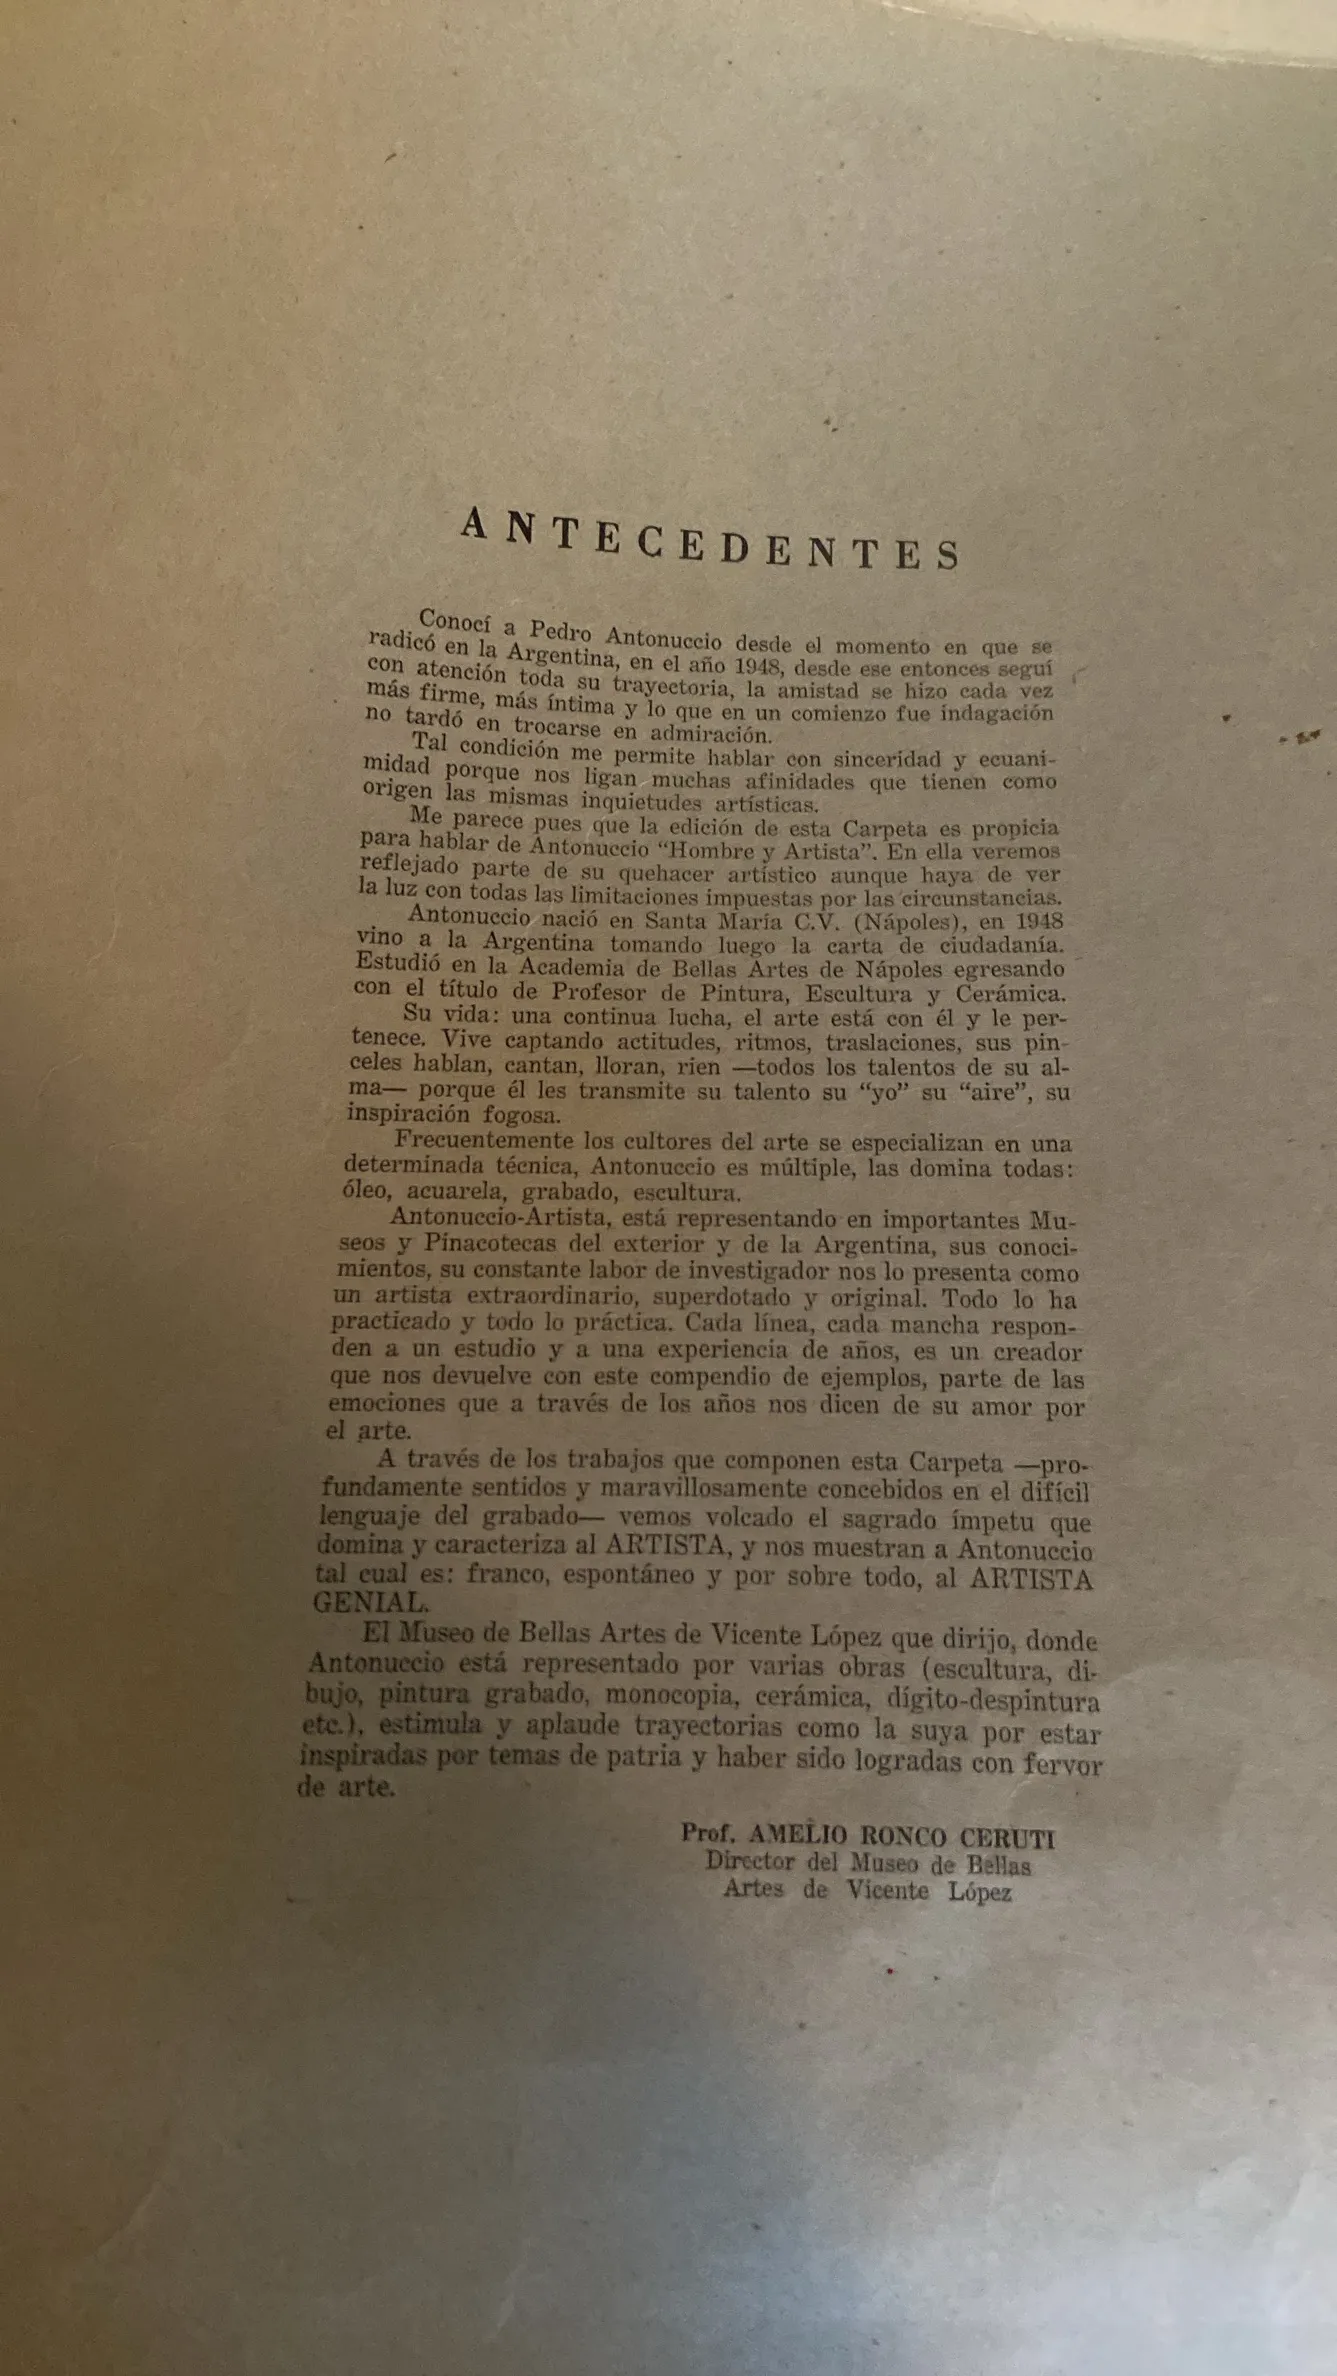 ANTECEDENTES
Conocí a Pedro Antonuccio desde el momento en que se
radicó en la Argentina, en el año 1948, desde ese entonces seguí
con atención toda su trayectoria, la amistad se hizo cada vez
más firme, más íntima y lo que en un comienzo fue indagación
no tardó en trocarse en admiración.
Tal condición me permite hablar con sinceridad y ecuani-
midad porque nos ligan muchas afinidades que tienen como
origen las mismas inquietudes artísticas.
Me parece pues que la edición de esta Carpeta es propicia
para hablar de Antonuccio "Hombre y Artista". En ella veremos
reflejado parte de su quehacer artístico aunque haya de ver
la luz con todas las limitaciones impuestas por las circunstancias.
Antonuccio nació en Santa María C.V. (Nápoles), en 1948
vino a la Argentina tomando luego la carta de ciudadanía.
Estudió en la Academia de Bellas Artes de Nápoles egresando
con el título de Profesor de Pintura, Escultura y Cerámica.
Su vida: una continua lucha, el arte está con él y le per-
tenece. Vive captando actitudes, ritmos, traslaciones, sus pin-
celes hablan, cantan, lloran, rien —todos los talentos de su al-
ma— porque él les transmite su talento su "yo" su "aire", su
inspiración fogosa.
Frecuentemente los cultores del arte se especializan en una
determinada técnica, Antonuccio es múltiple, las domina todas:
óleo, acuarela, grabado, escultura.
Antonuccio-Artista, está representando en importantes Mu-
seos y Pinacotecas del exterior y de la Argentina, sus conoci-
mientos, su constante labor de investigador nos lo presenta como
un artista extraordinario, superdotado y original. Todo lo ha
practicado y todo lo práctica. Cada línea, cada mancha respon-
den a un estudio y a una experiencia de años, es un creador
que nos devuelve con este compendio de ejemplos, parte de las
emociones que a través de los años nos dicen de su amor por
el arte.
A través de los trabajos que componen esta Carpeta —pro-
fundamente sentidos y maravillosamente concebidos en el difícil
lenguaje del grabado— vemos volcado el sagrado ímpetu que
domina y caracteriza al ARTISTA, y nos muestran a Antonuccio
tal cual es: franco, espontáneo y por sobre todo, al ARTISTA
GENIAL.
El Museo de Bellas Artes de Vicente López que dirijo, donde
Antonuccio está representado por varias obras (escultura, di-
bujo, pintura grabado, monocopia, cerámica, dígito-despintura
etc.), estimula y aplaude trayectorias como la suya por estar
inspiradas por temas de patria y haber sido logradas con fervor
de arte.
Prof. AMELIO RONCO CERUTI
Director del Museo de Bellas
Artes de Vicente López